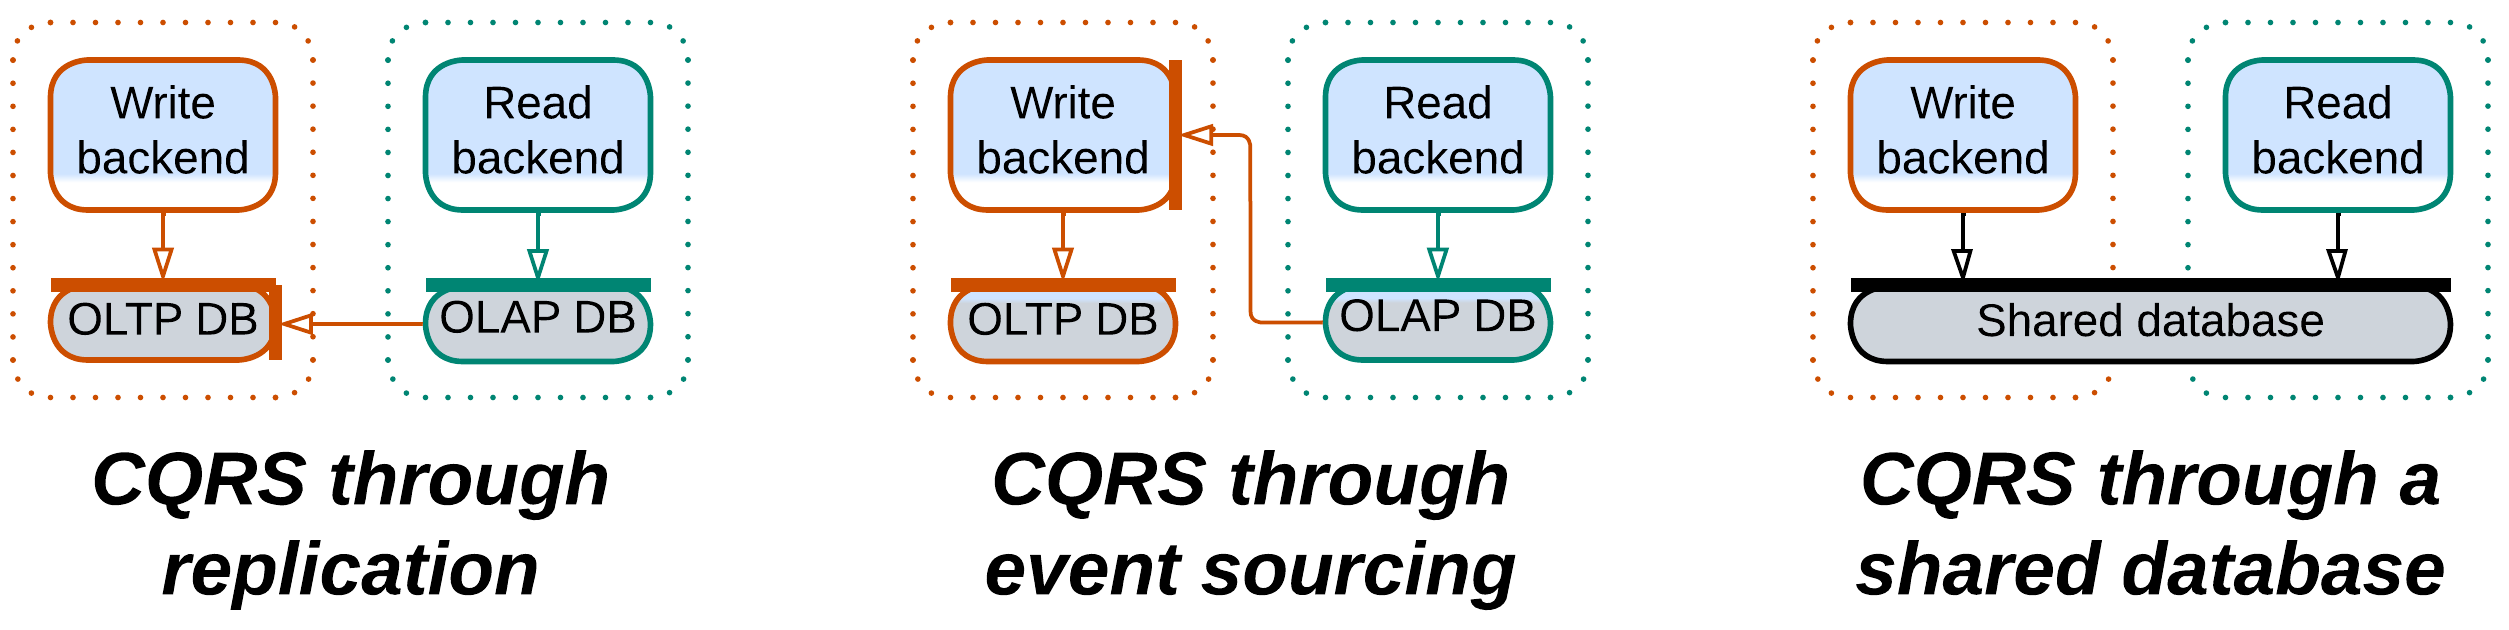 Write
backend
Read
backend
OLTP DB
OLAP DB
CQRS through
replication
Write
backend
Read
backend
OLTP DB
OLAP DB
CQRS through
event sourcing
Write
backend
Read
backend
Shared database
CQRS through a
shared database